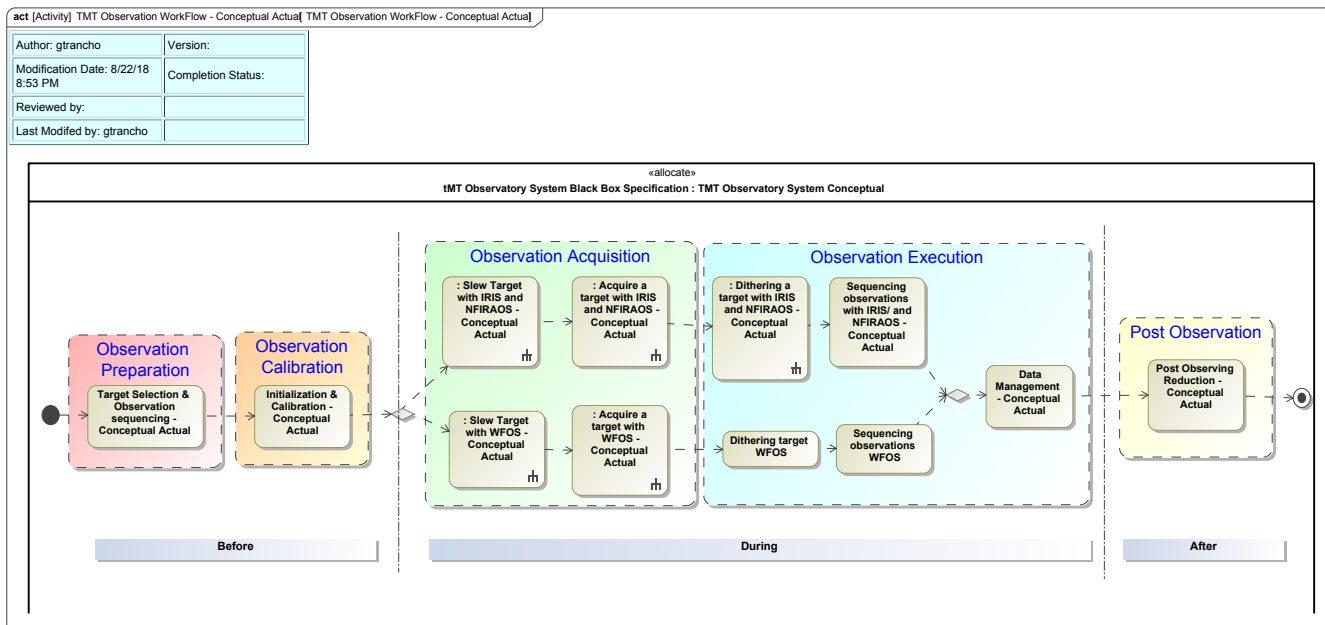 act [Activity] TMT Observation WorkFlow - Conceptual Actual[ TMT Observation WorkFlow - Conceptual Actual]
Author: gtrancho
Version:
Modification Date: 8/22/18
8:53 PM
Completion Status:
Reviewed by:
Last Modifed by: gtrancho
«allocate»
tMT Observatory System Black Box Specification : TMT Observatory System Conceptual
Observation
Preparation
Target Selection &
Observation
sequencing -
Conceptual Actual
Observation
Calibration
Initialization &
Calibration -
Conceptual
Actual
Observation Acquisition
: Slew Target
with IRIS and
NFIRAOS -
Conceptual
Actual
: Acquire a
target with IRIS
and NFIRAOS -
Conceptual
Actual
: Slew Target
with WFOS -
Conceptual
Actual
: Acquire a
target with
WFOS -
Conceptual
Actual
Observation Execution
: Dithering a
target with IRIS
and NFIRAOS -
Conceptual
Actual
Sequencing
observations
with IRIS/ and
NFIRAOS -
Conceptual
Actual
Dithering target
WFOS
Sequencing
observations
WFOS
Data
Management
- Conceptual
Actual
Post Observation
Post Observing
Reduction -
Conceptual
Actual
Before
During
After